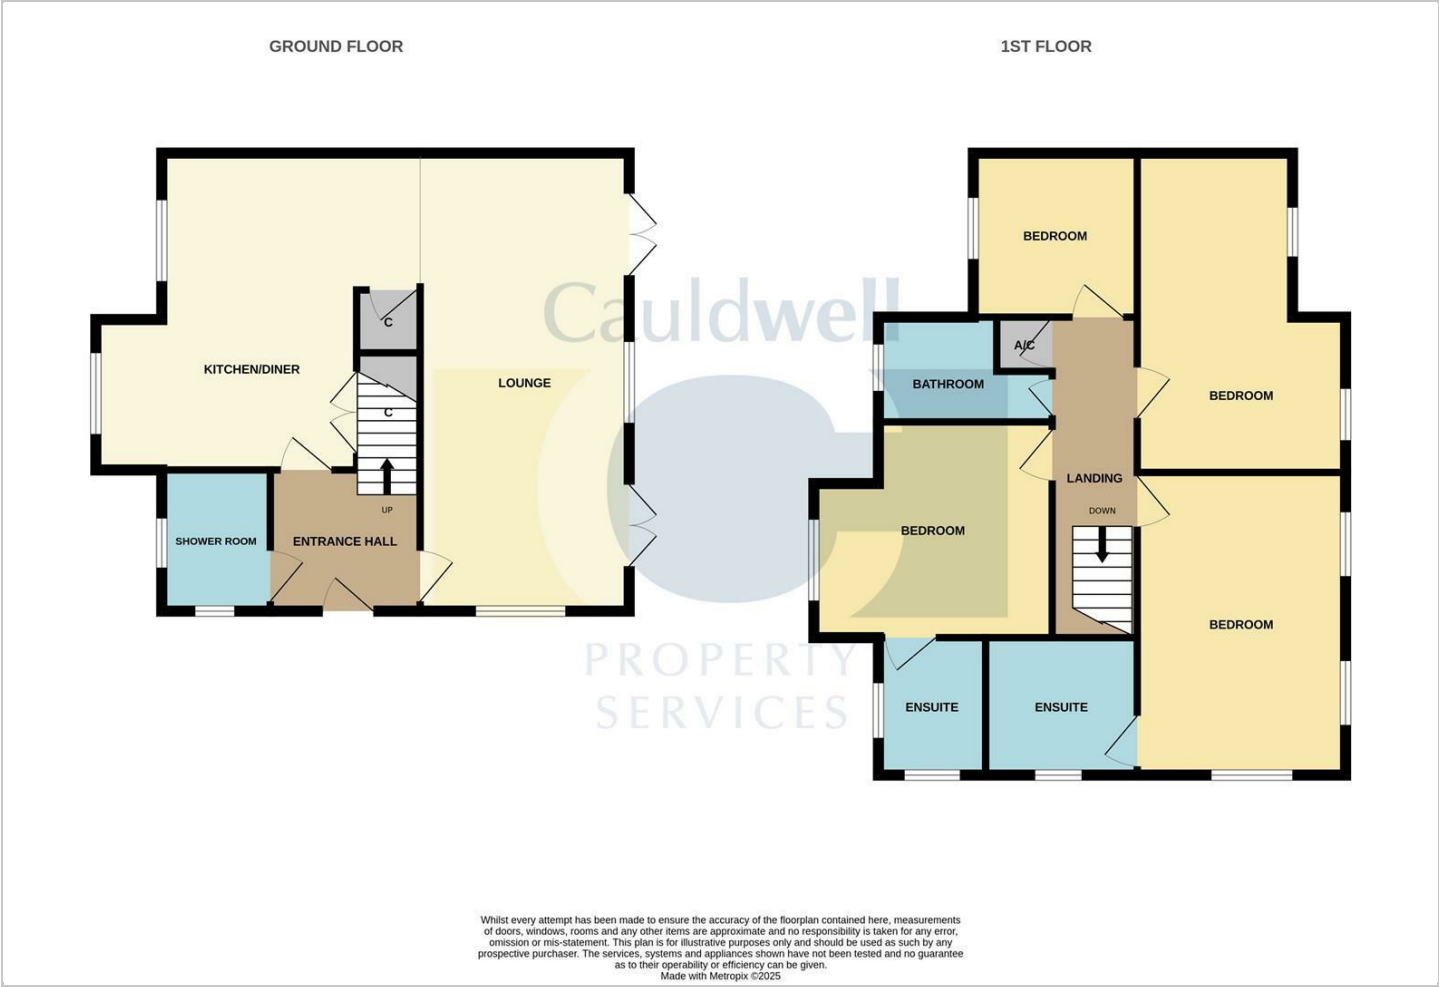 GROUND FLOOR
1ST FLOOR
KITCHEN/DINER
C
C
LOUNGE
UP
SHOWER ROOM
ENTRANCE HALL
BEDROOM
A/C
BATHROOM
BEDROOM
LANDING
DOWN
BEDROOM
BEDROOM
ENSUITE
ENSUITE
Cauldwell
PROPERTY
SERVICES
Whilst every attempt has been made to ensure the accuracy of the floorplan contained here, measurements
of doors, windows, rooms and any other items are approximate and no responsibility is taken for any error,
omission or mis-statement. This plan is for illustrative purposes only and should be used as such by any
prospective purchaser. The services, systems and appliances shown have not been tested and no guarantee
as to their operability or efficiency can be given.
Made with Metropix ©2025